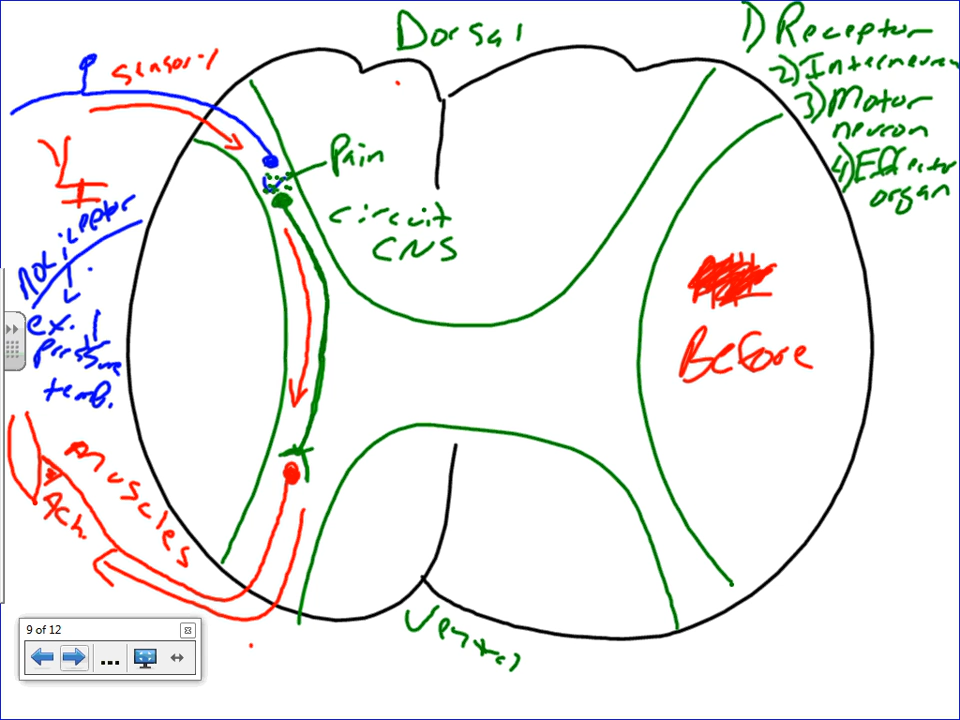 Dorsal
1) Receptor
2) Interneuron
3) Motor
neuron
4) Effector
organ
Sensory
Pain
circuit
CNS
Before
ex.
pressure
temp.
Muscles
Ach.
Ventral
9 of 12
...